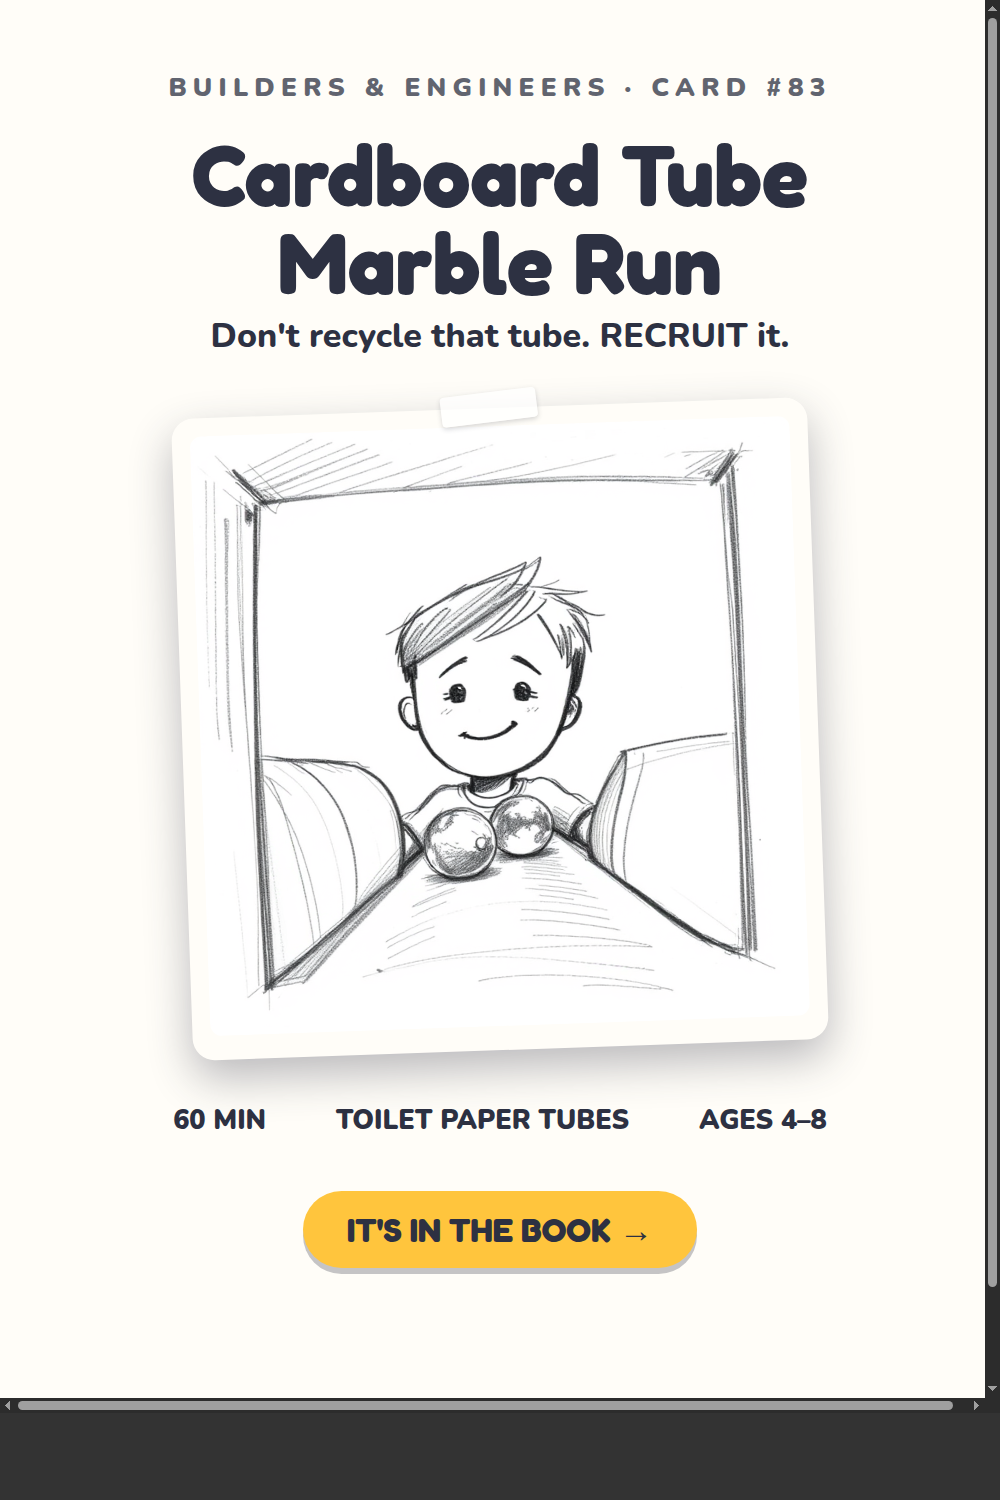 BUILDERS & ENGINEERS · CARD #83
Cardboard Tube
Marble Run
Don't recycle that tube. RECRUIT it.
60 MIN TOILET PAPER TUBES AGES 4–8
IT'S IN THE BOOK →